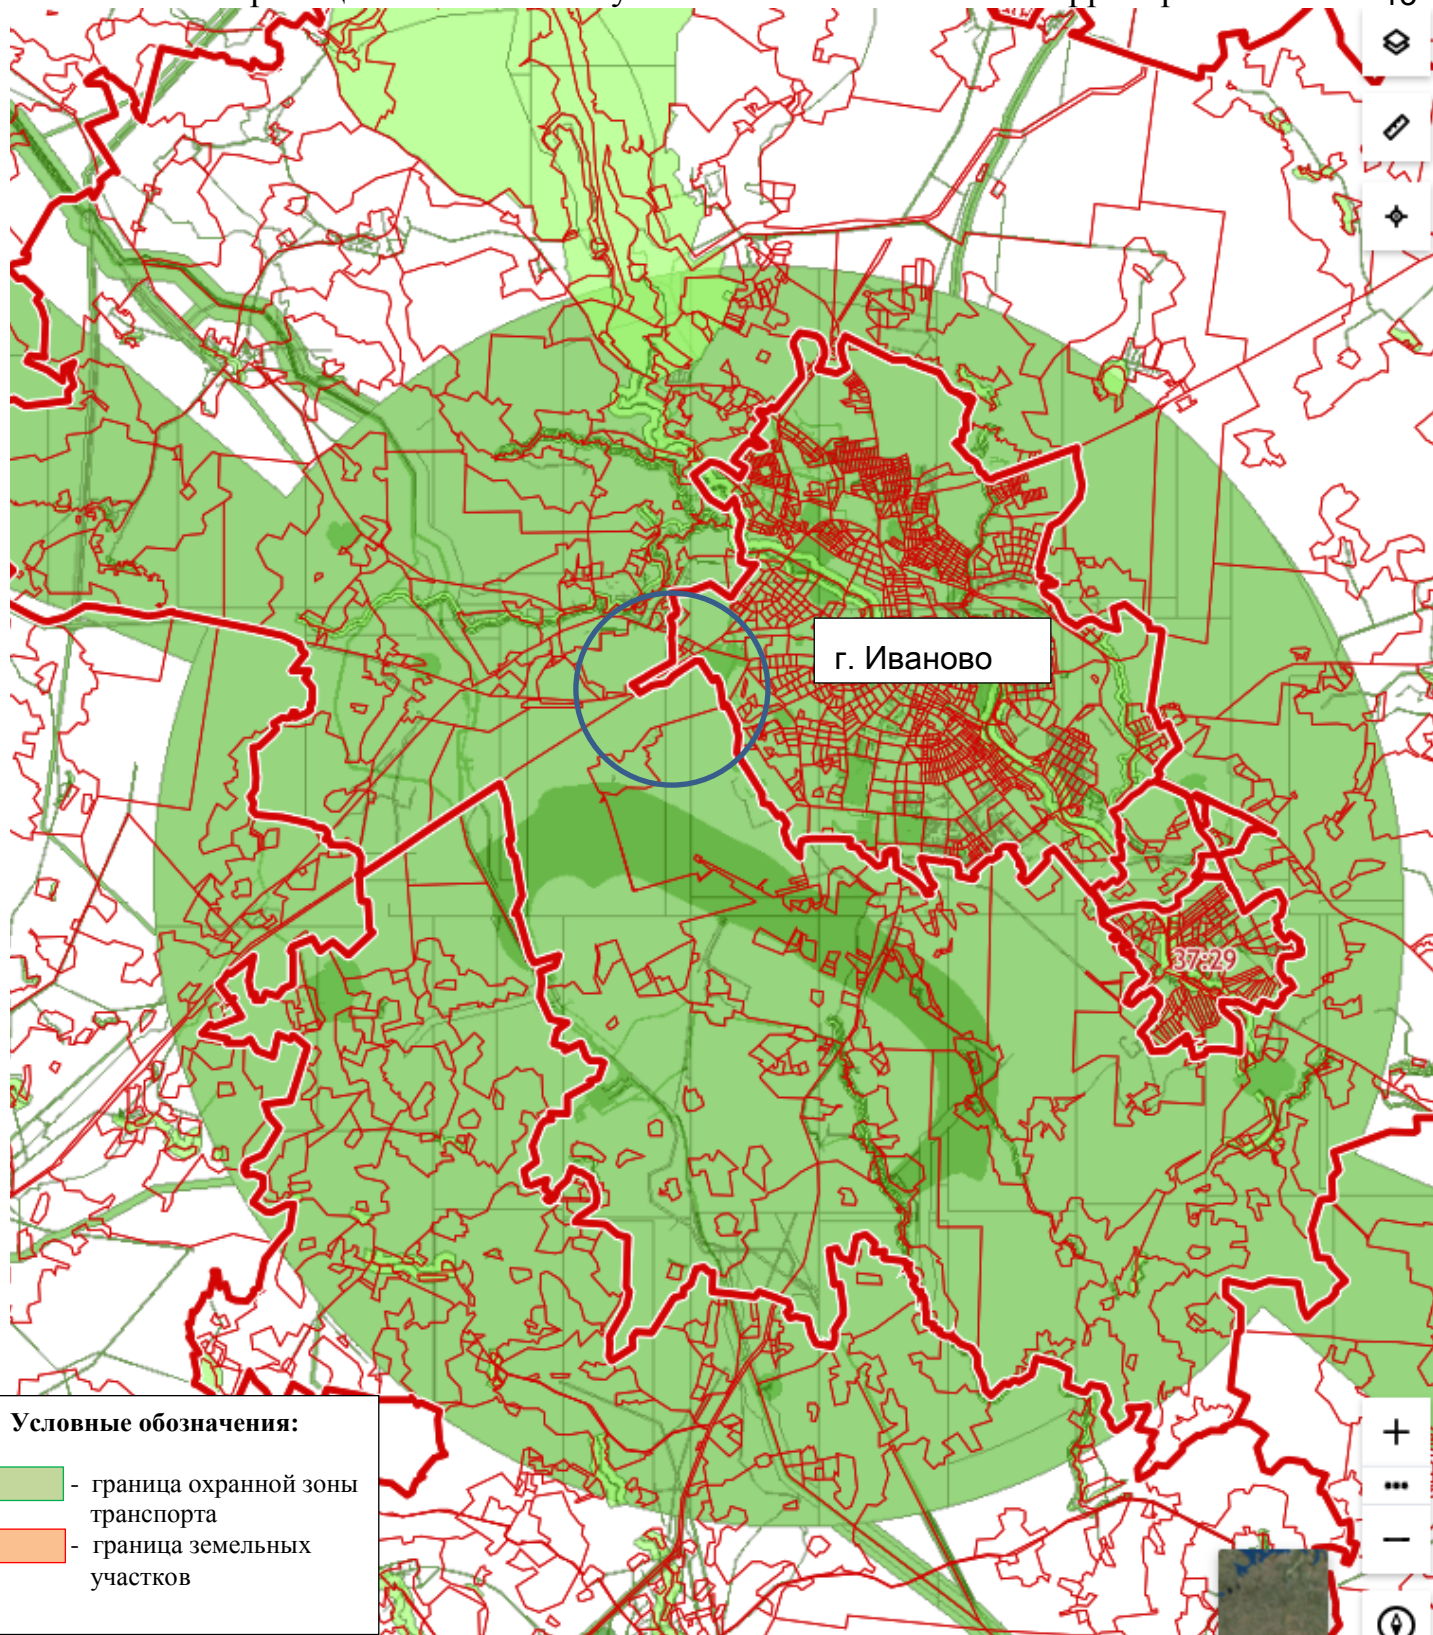 г. Иваново
37:29
Условные обозначения:
- граница охранной зоны
транспорта
- граница земельных
участков